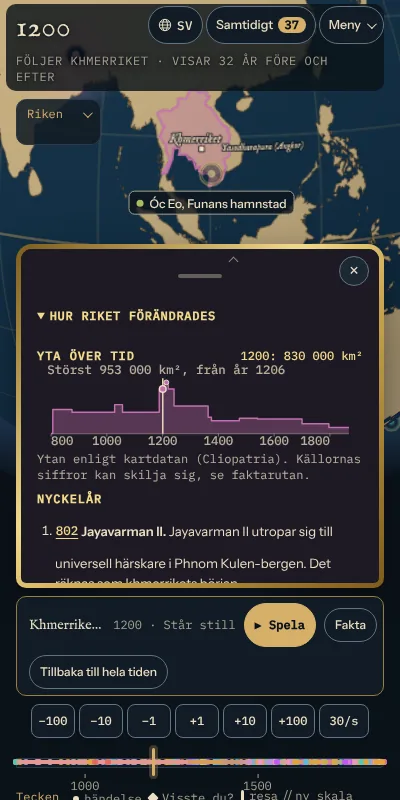 1200
SV
Samtidigt 37
Meny
FÖLJER KHMERRIKET · VISAR 32 ÅR FÖRE OCH
EFTER
Riken
Khmerriket
Yasodharapura (Angkor)
Óc Eo, Funans hamnstad
×
▼ HUR RIKET FÖRÄNDRADES
YTA ÖVER TID
1200: 830 000 km²
Störst 953 000 km², från år 1206
800 1000 1200 1400 1600 1800
Ytan enligt kartdatan (Cliopatria). Källornas
siffror kan skilja sig, se faktarutan.
NYCKELÅR
1. 802 Jayavarman II. Jayavarman II utropar sig till
universell härskare i Phnom Kulen-bergen. Det
räknas som khmerrikets början
Khmerrike… 1200 · Står still
▶ Spela
Fakta
Tillbaka till hela tiden
−100 −10 −1 +1 +10 +100 30/s
1000 1500
Tecken händelse Visste du? resa // ny skala